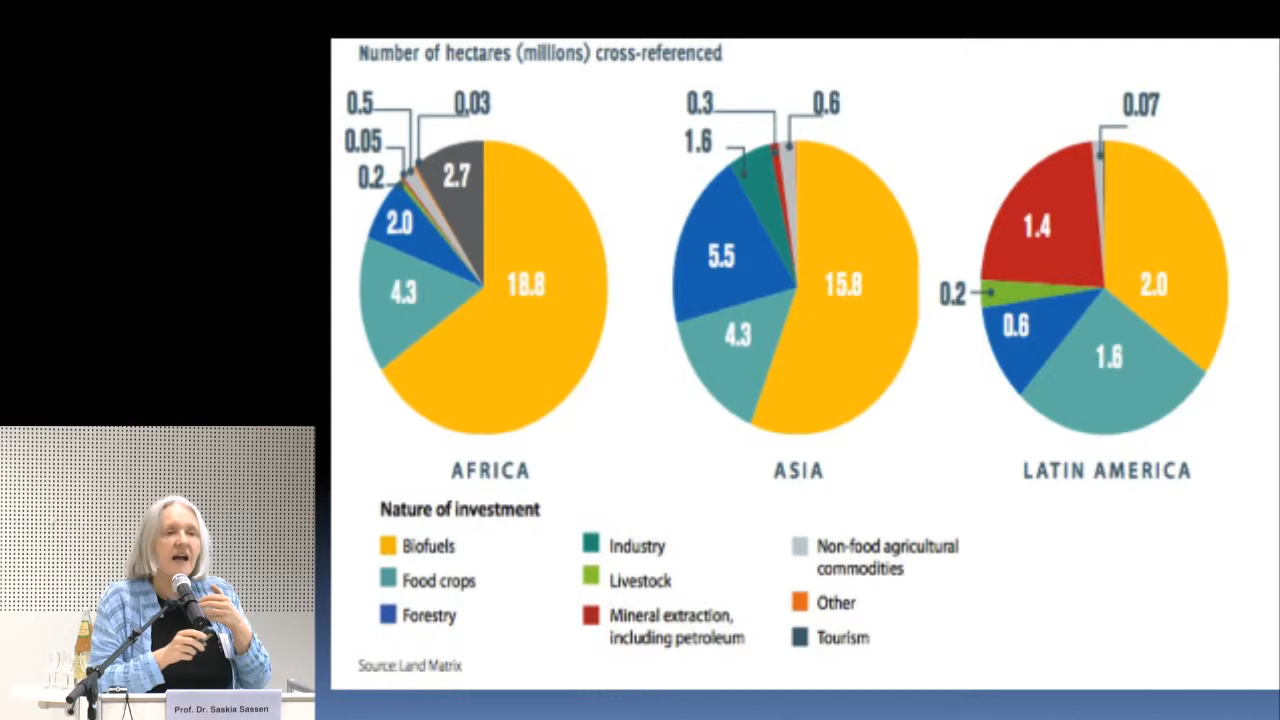 Number of hectares (millions) cross-referenced
0.5
0,03
0.05
0.2
2.7
2.0
4.3
18.8
AFRICA
0.3
0.6
1.6
5.5
4.3
15.8
ASIA
0.07
1.4
0.2
0.6
1.6
2.0
LATIN AMERICA
Nature of investment
Biofuels
Food crops
Forestry
Industry
Livestock
Mineral extraction,
including petroleum
Non-food agricultural
commodities
Other
Tourism
Source: Land Matrix
Prof. Dr. Saskia Sassen